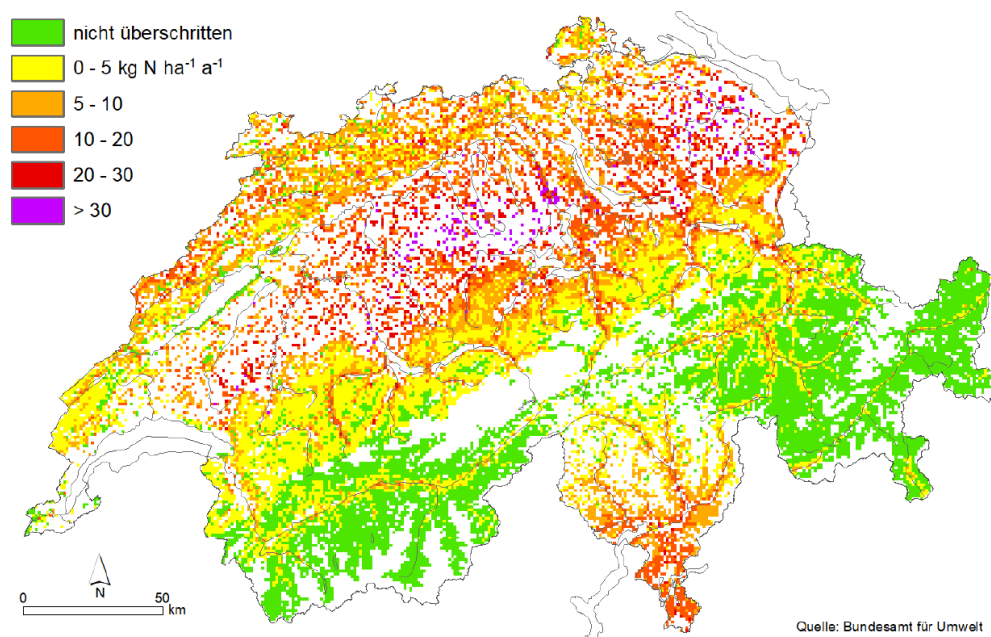 nicht überschritten
0 - 5 kg N ha⁻¹ a⁻¹
5 - 10
10 - 20
20 - 30
> 30
N
0 50
km
Quelle: Bundesamt für Umwelt